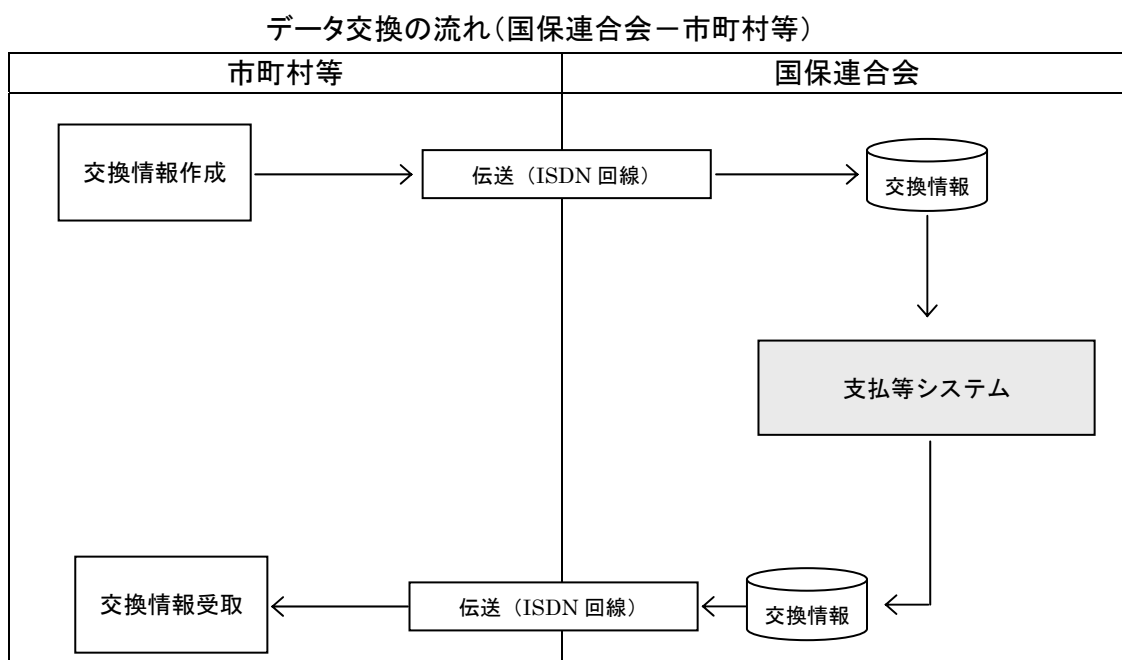 データ交換の流れ（国保連合会－市町村等）
市町村等
国保連合会
交換情報作成
伝送（ISDN 回線）
交換情報
支払等システム
交換情報受取
伝送（ISDN 回線）
交換情報